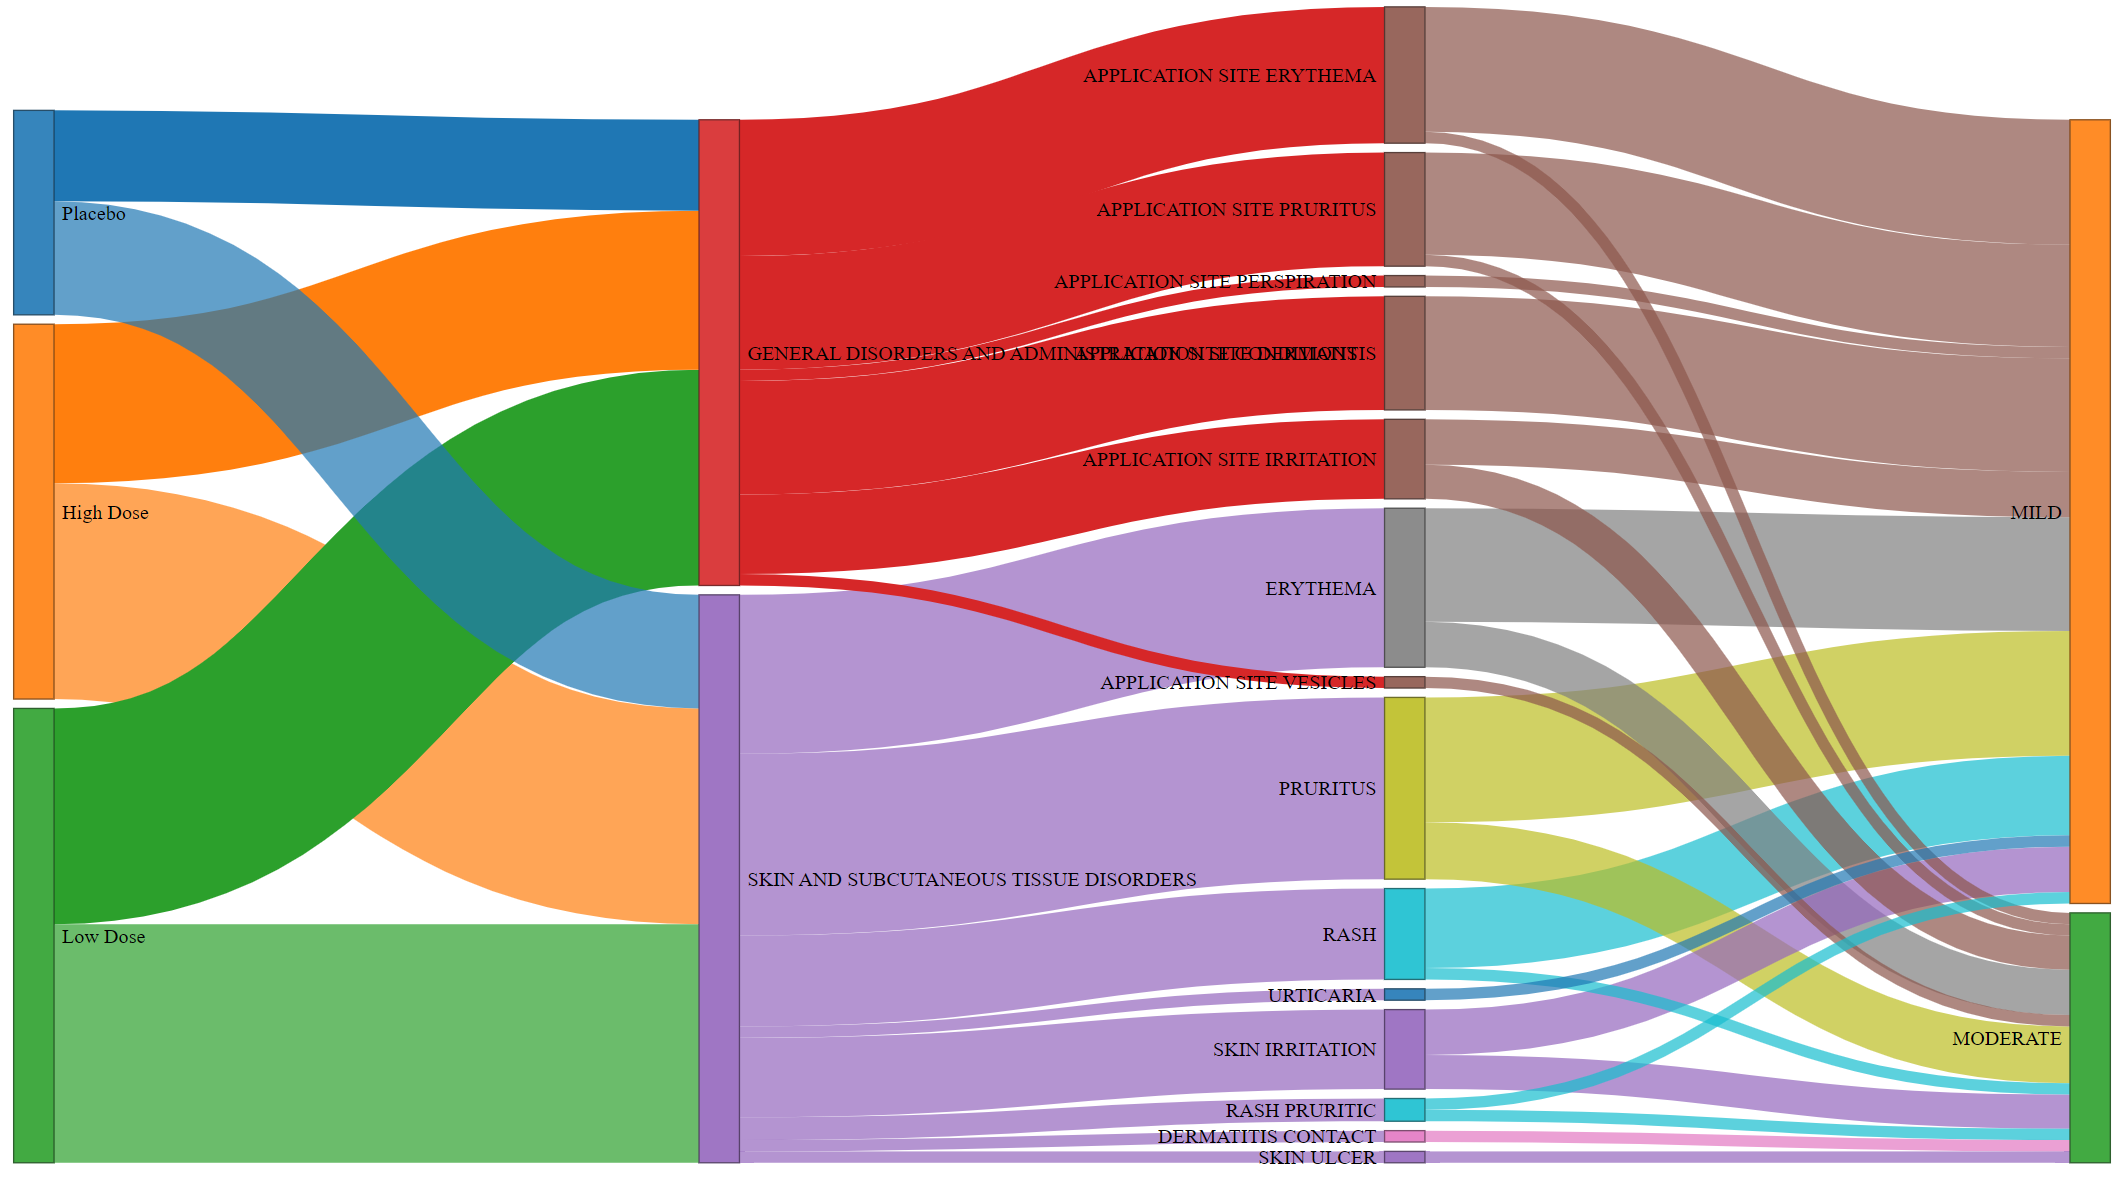 Placebo
High Dose
Low Dose
GENERAL DISORDERS AND ADMINISTRATION SITE CONDITIONS
SKIN AND SUBCUTANEOUS TISSUE DISORDERS
APPLICATION SITE ERYTHEMA
APPLICATION SITE PRURITUS
APPLICATION SITE PERSPIRATION
APPLICATION SITE DERMATITIS
APPLICATION SITE IRRITATION
ERYTHEMA
APPLICATION SITE VESICLES
PRURITUS
RASH
URTICARIA
SKIN IRRITATION
RASH PRURITIC
DERMATITIS CONTACT
SKIN ULCER
MILD
MODERATE